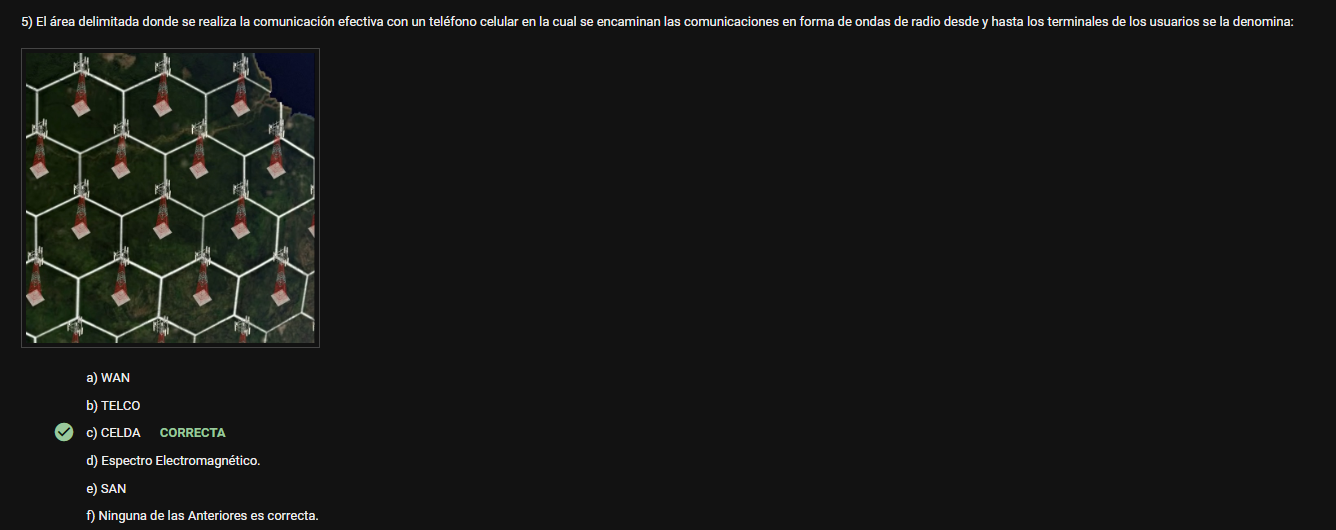 5) El área delimitada donde se realiza la comunicación efectiva con un teléfono celular en la cual se encaminan las comunicaciones en forma de ondas de radio desde y hasta los terminales de los usuarios se la denomina:
a) WAN
b) TELCO
c) CELDA CORRECTA
d) Espectro Electromagnético.
e) SAN
f) Ninguna de las Anteriores es correcta.